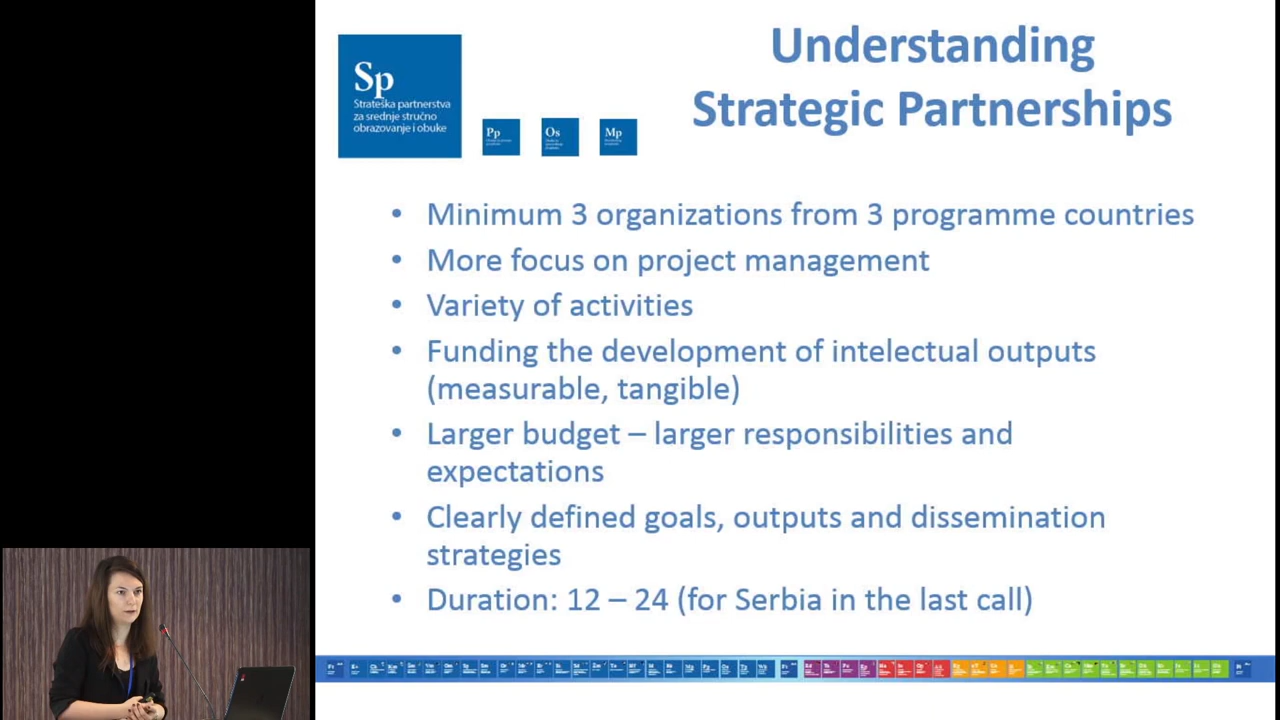 Understanding
Strategic Partnerships
Sp
Strateška partnerstva
za srednje stručno
obrazovanje i obuke
Pp
Os
Mp
• Minimum 3 organizations from 3 programme countries
• More focus on project management
• Variety of activities
• Funding the development of intelectual outputs
(measurable, tangible)
• Larger budget – larger responsibilities and
expectations
• Clearly defined goals, outputs and dissemination
strategies
• Duration: 12 – 24 (for Serbia in the last call)